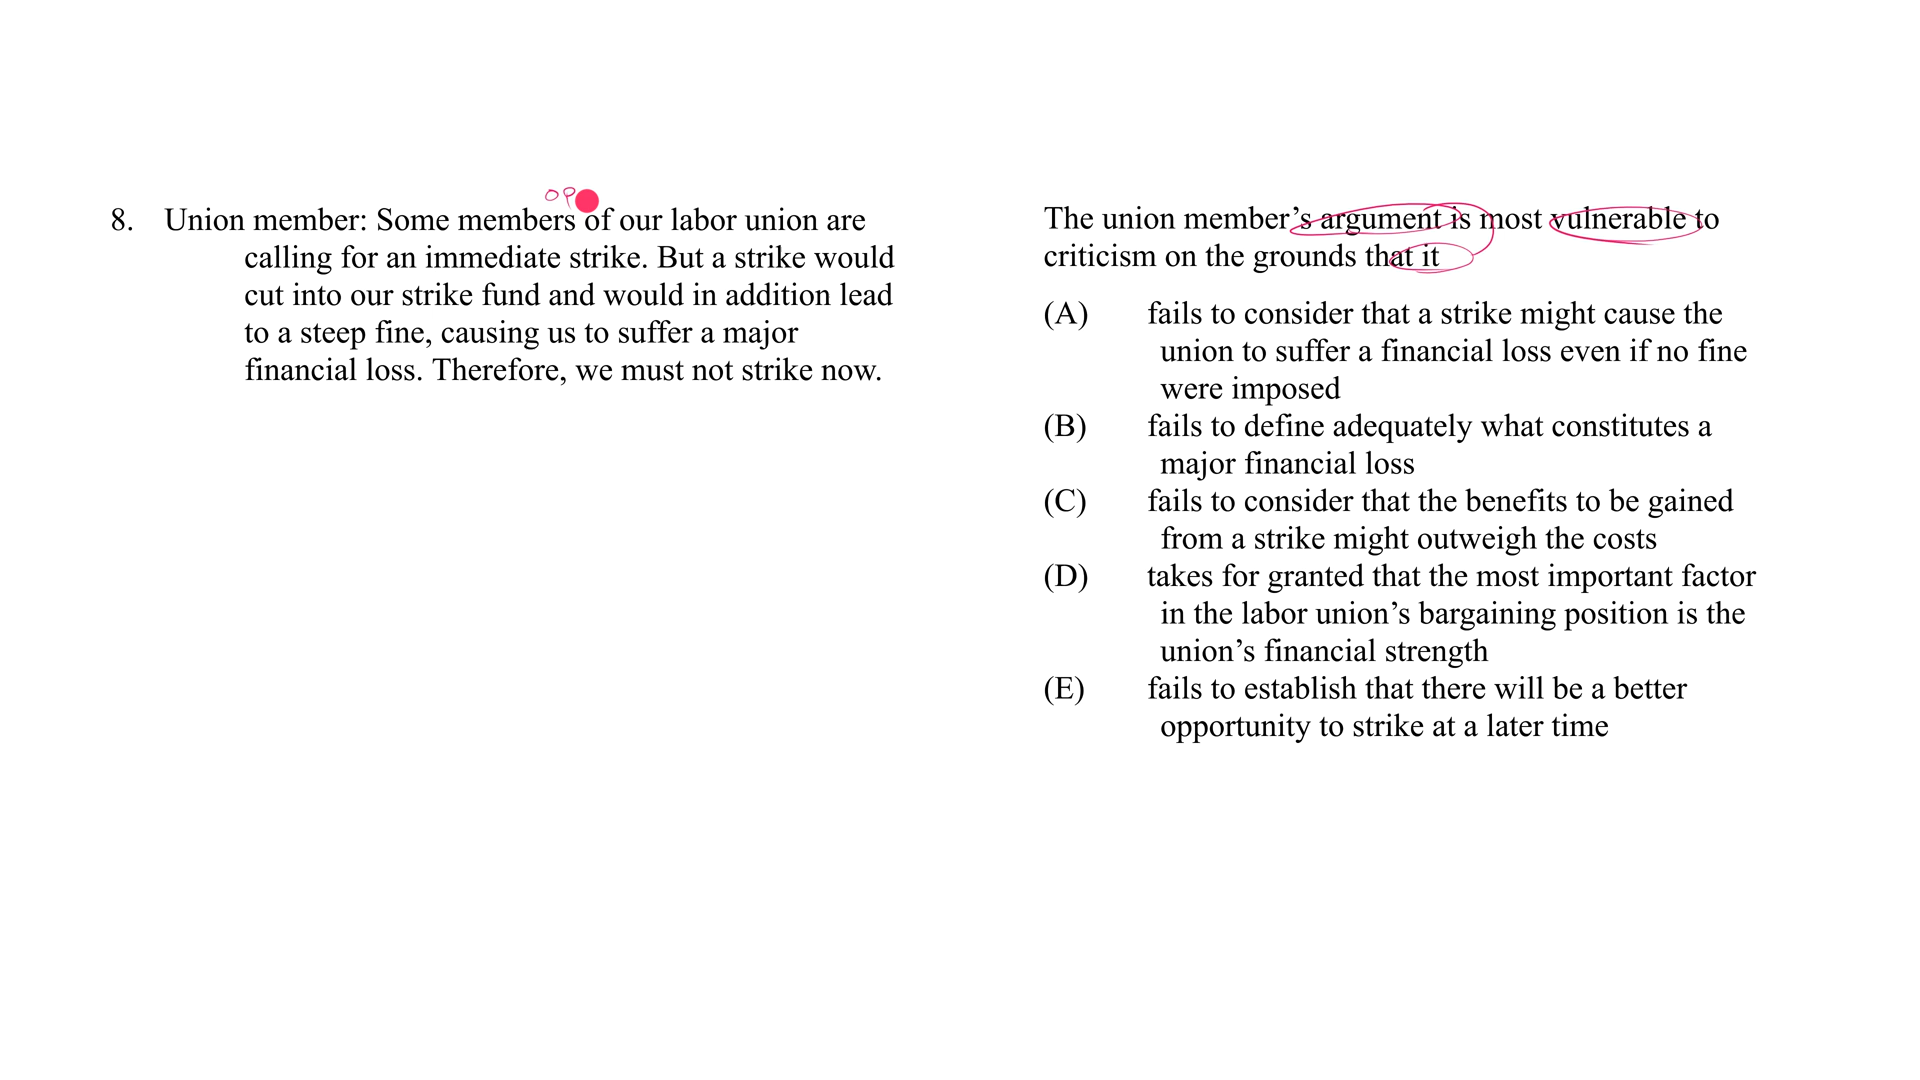 OP
8. Union member: Some members of our labor union are
calling for an immediate strike. But a strike would
cut into our strike fund and would in addition lead
to a steep fine, causing us to suffer a major
financial loss. Therefore, we must not strike now.
The union member’s argument is most vulnerable to
criticism on the grounds that it
(A) fails to consider that a strike might cause the
union to suffer a financial loss even if no fine
were imposed
(B) fails to define adequately what constitutes a
major financial loss
(C) fails to consider that the benefits to be gained
from a strike might outweigh the costs
(D) takes for granted that the most important factor
in the labor union’s bargaining position is the
union’s financial strength
(E) fails to establish that there will be a better
opportunity to strike at a later time